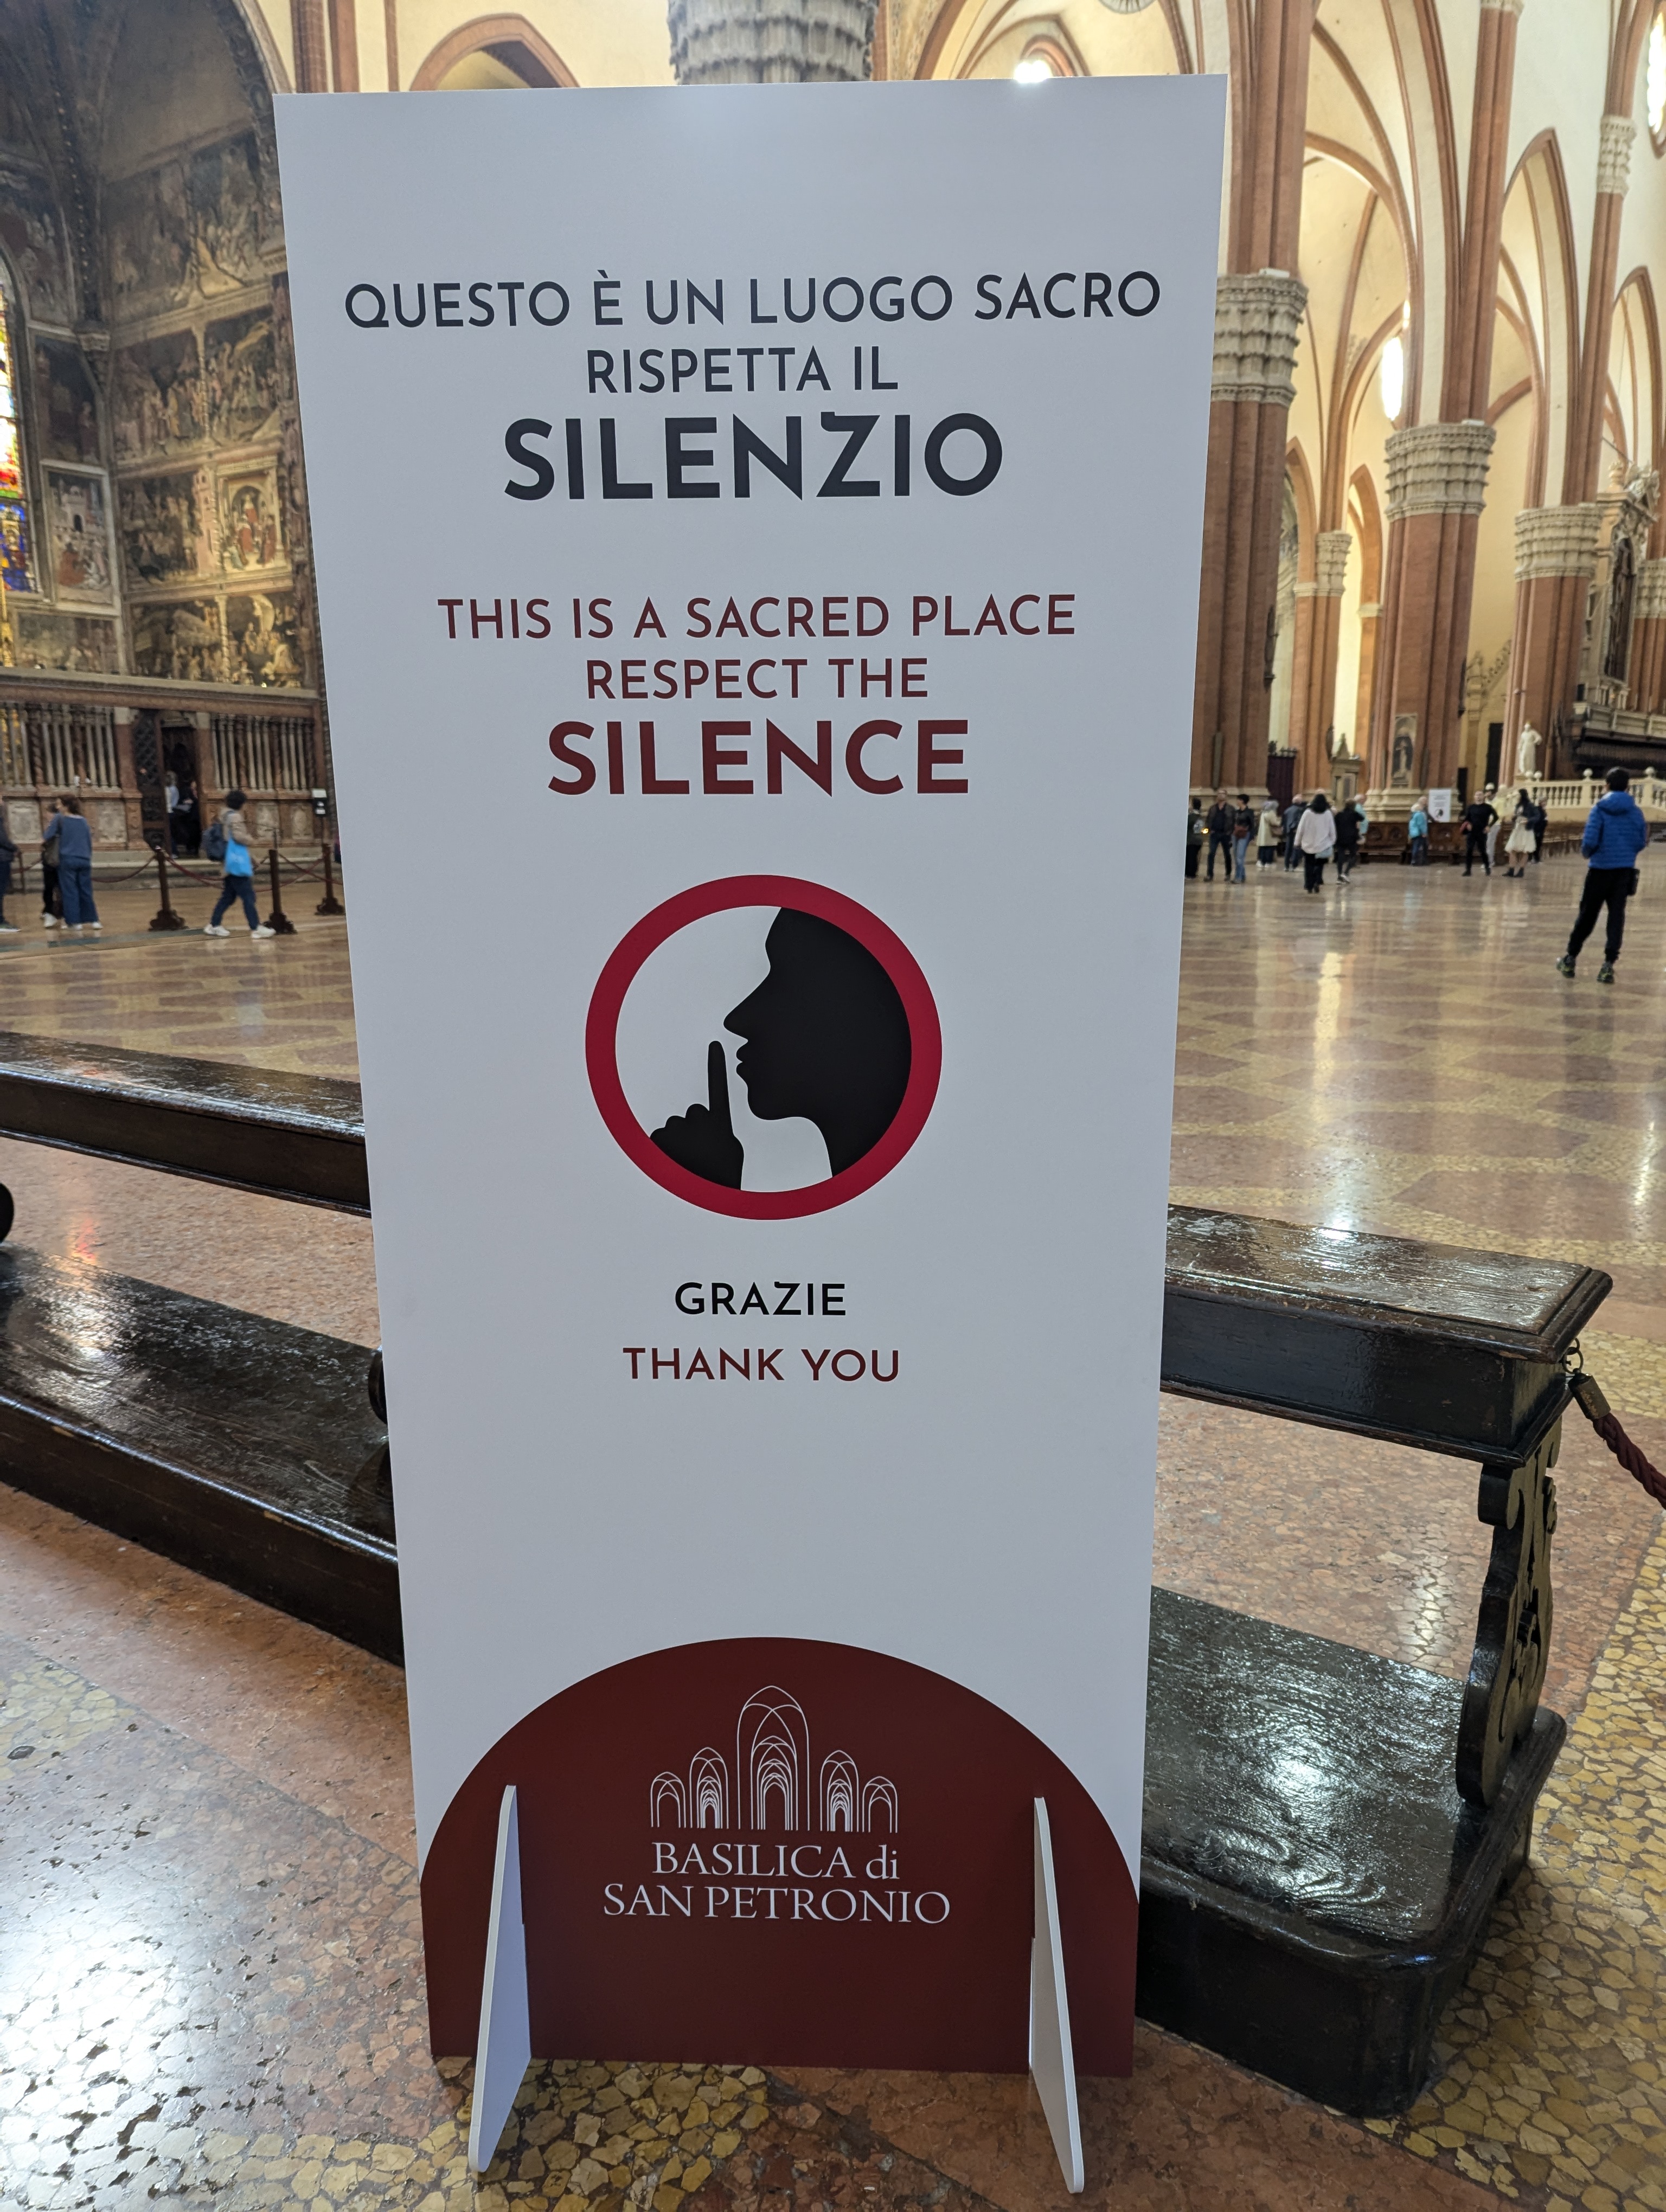 QUESTO È UN LUOGO SACRO
RISPETTA IL
SILENZIO
THIS IS A SACRED PLACE
RESPECT THE
SILENCE
GRAZIE
THANK YOU
BASILICA di
SAN PETRONIO